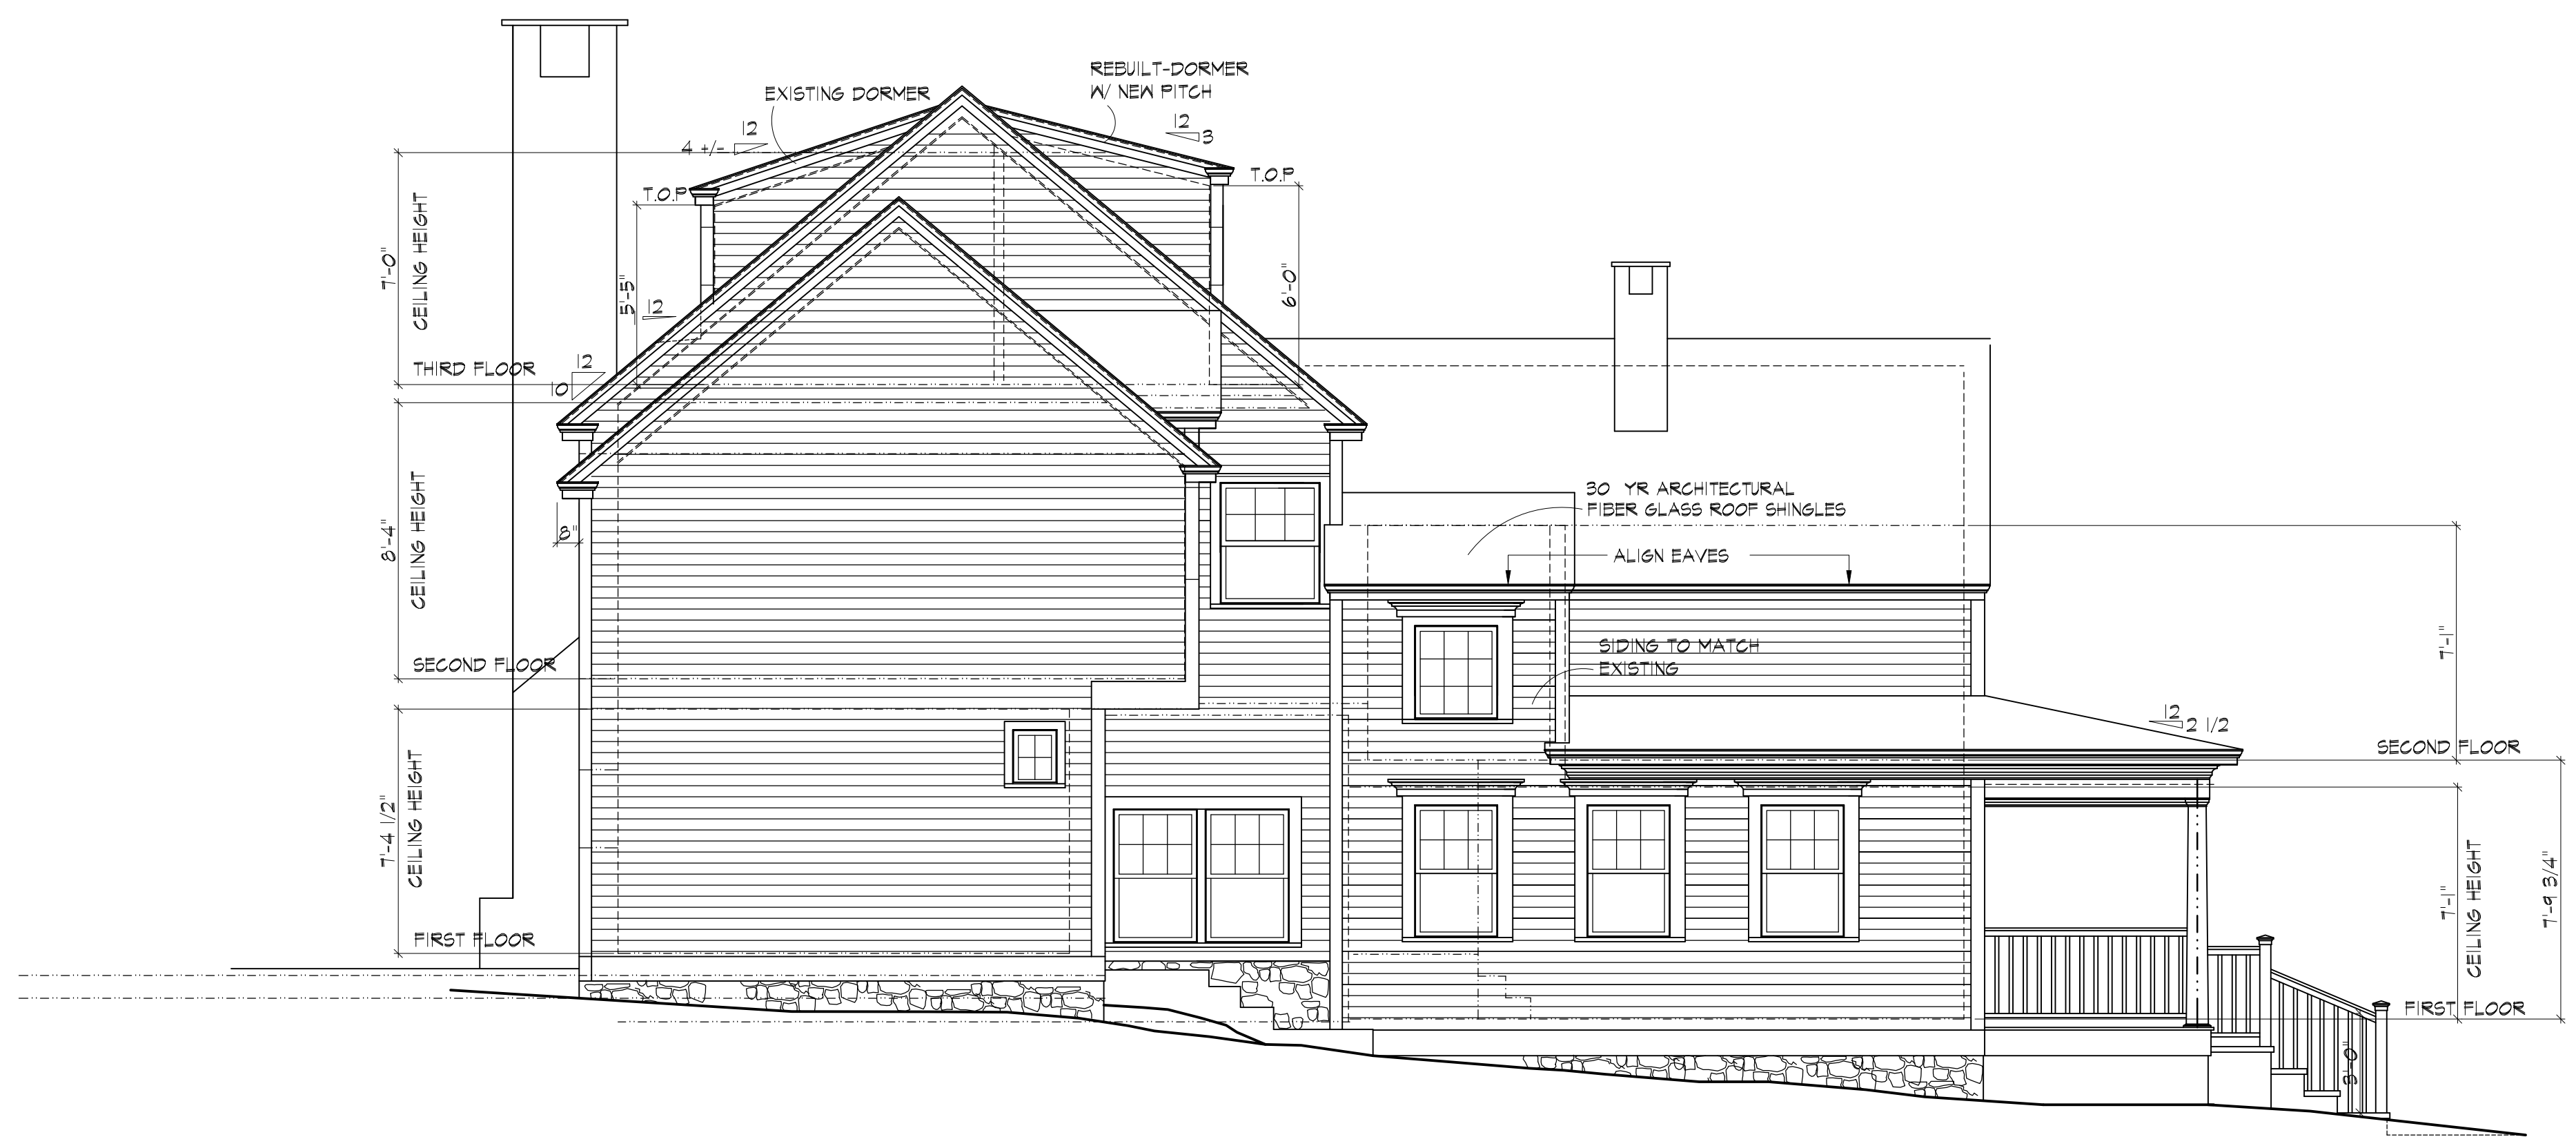 REBUILT-DORMER
W/ NEW PITCH
EXISTING DORMER
12
4 +/-
12
3
T.O.P
T.O.P
7'-0"
CEILING HEIGHT
5'-5"
6'-0"
12
THIRD FLOOR
12
10
8'-4"
CEILING HEIGHT
8"
30 YR ARCHITECTURAL
FIBER GLASS ROOF SHINGLES
ALIGN EAVES
SIDING TO MATCH
EXISTING
7'-1"
SECOND FLOOR
12
2 1/2
SECOND FLOOR
7'-4 1/2"
CEILING HEIGHT
7'-1"
CEILING HEIGHT
7'-9 3/4"
FIRST FLOOR
FIRST FLOOR
3'-0"